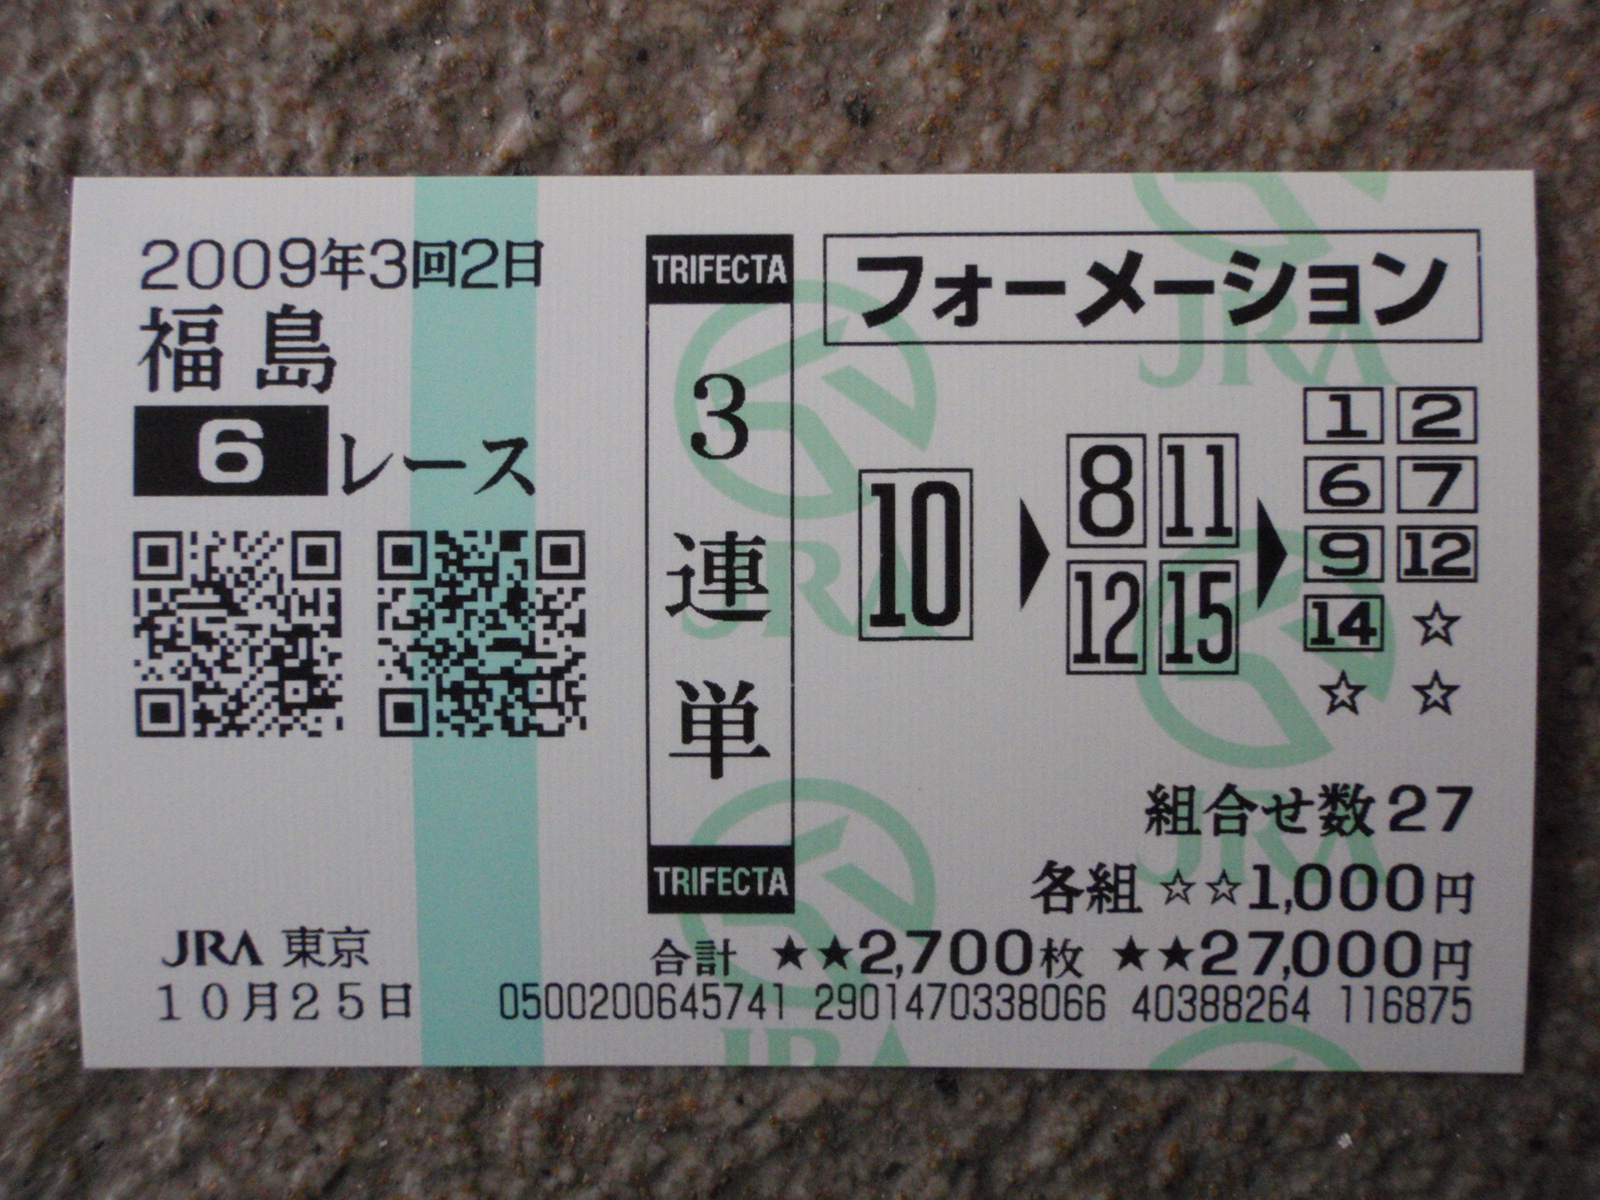 2009年3回2日
福島
6レース
JRA 東京
10月25日
TRIFECTA
3連単
TRIFECTA
フォーメーション
10 ▶ 8 11 12 15 ▶ 1 2 6 7 9 12 14 ☆ ☆ ☆
組合せ数27
各組 ☆☆1,000円
合計 ★★2,700枚 ★★27,000円
0500200645741 2901470338066 40388264 116875
JRA
JRA
JRA
JRA